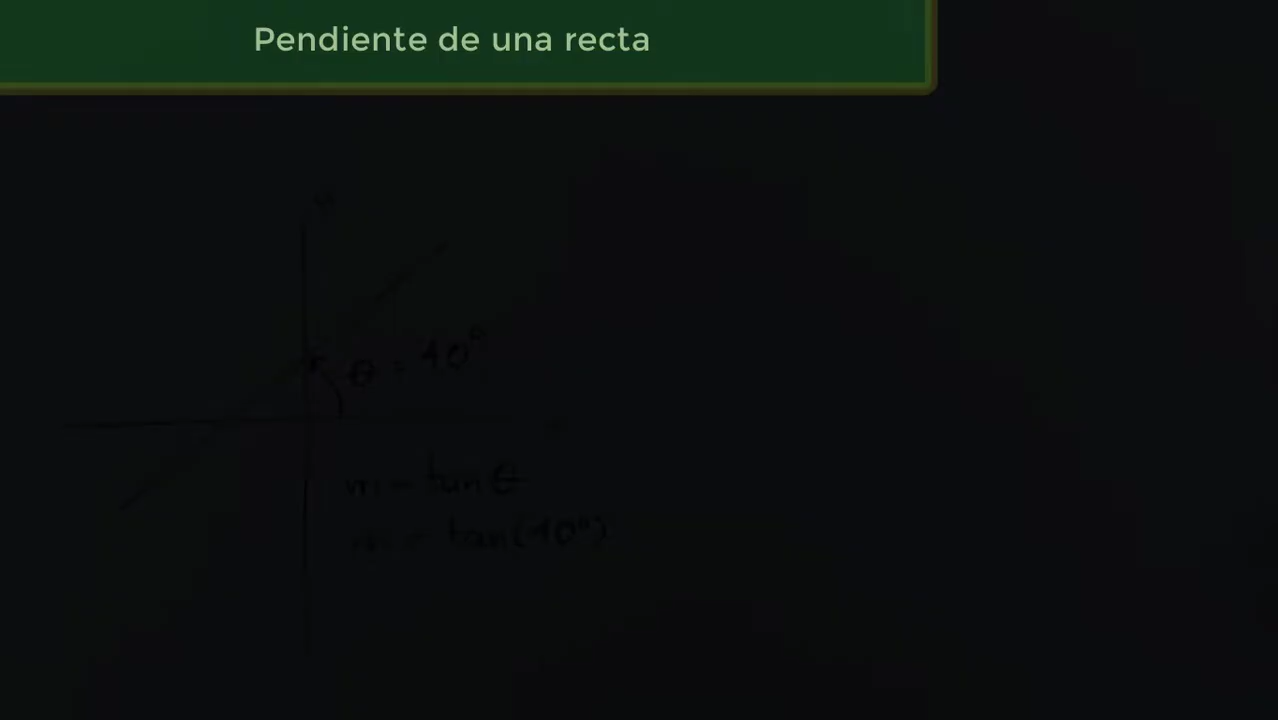 Pendiente de una recta
y
θ = 40°
m = tan θ
m = tan(40°)